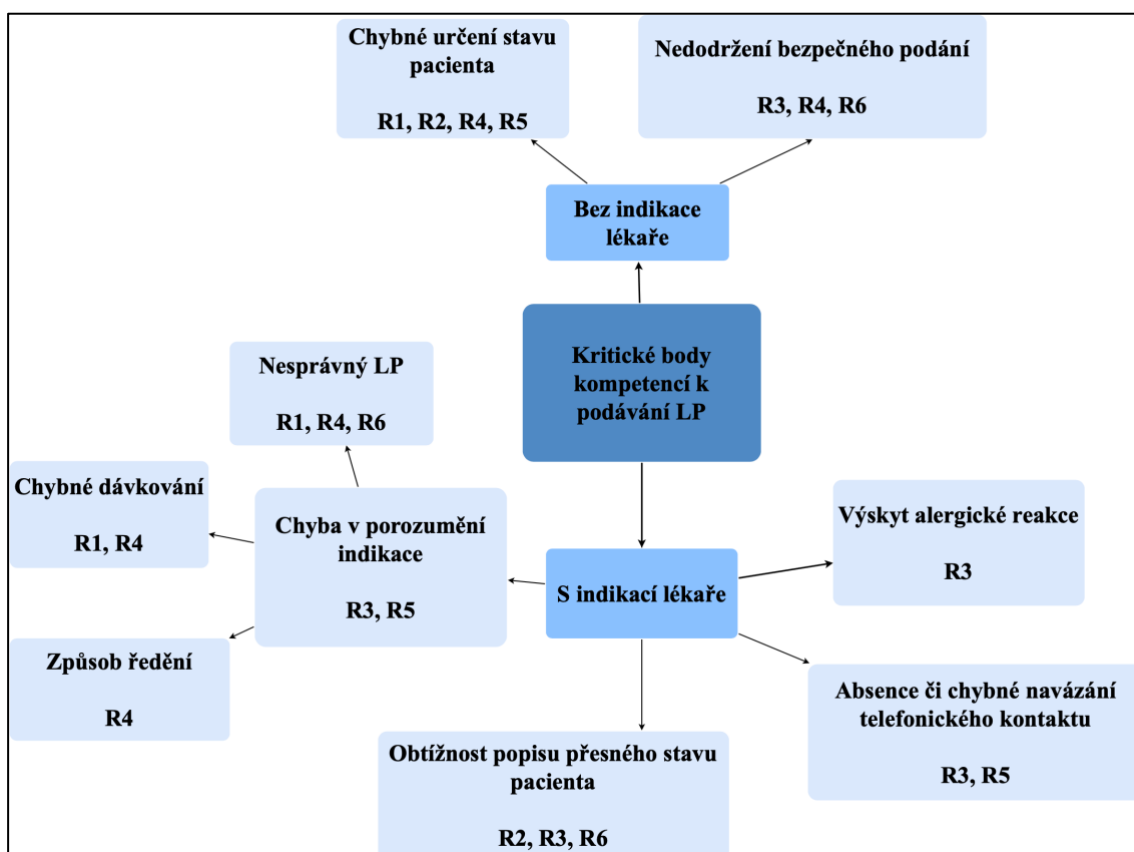 Chybné určení stavu
pacienta
R1, R2, R4, R5
Nedodržení bezpečného podání
R3, R4, R6
Bez indikace
lékaře
Kritické body
kompetencí k
podávání LP
Nesprávný LP
R1, R4, R6
Chybné dávkování
R1, R4
Chyba v porozumění
indikace
R3, R5
Způsob ředění
R4
S indikací lékaře
Výskyt alergické reakce
R3
Absence či chybné navázání
telefonického kontaktu
R3, R5
Obtížnost popisu přesného stavu
pacienta
R2, R3, R6